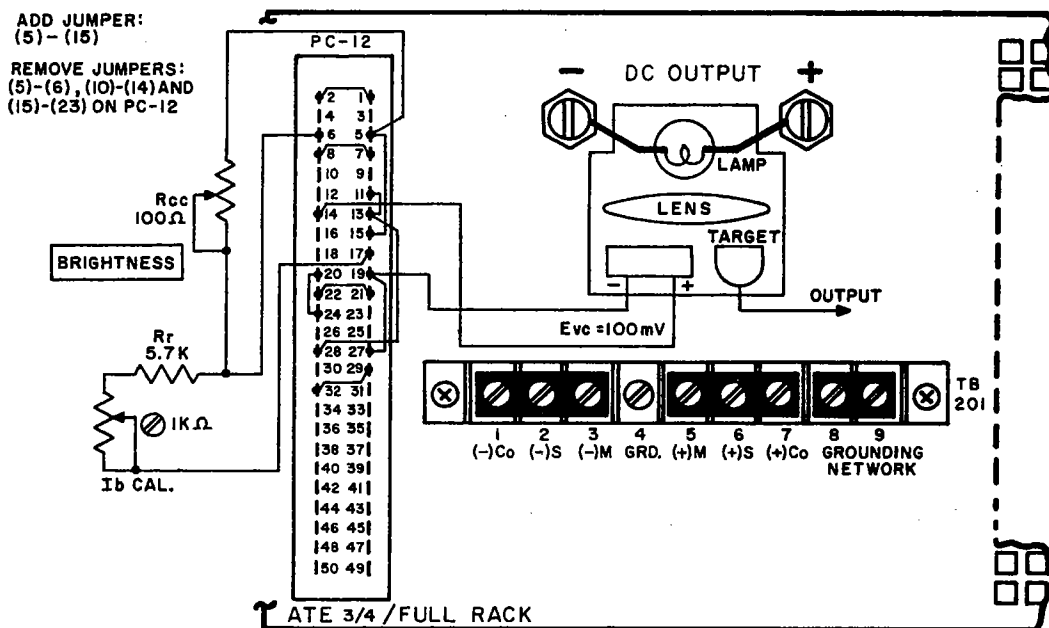 ADD JUMPER:
(5)-(15)
REMOVE JUMPERS:
(5)-(6), (10)-(14) AND
(15)-(23) ON PC-12
PC-12
2 1
4 3
6 5
8 7
10 9
12 11
14 13
16 15
18 17
20 19
22 21
24 23
26 25
28 27
30 29
32 31
34 33
36 35
38 37
40 39
42 41
44 43
46 45
48 47
50 49
Rcc
100Ω
BRIGHTNESS
Rr
5.7K
1KΩ
Ib CAL.
- DC OUTPUT +
LAMP
LENS
TARGET
- +
OUTPUT
Evc = 100mV
TB
201
1 2 3 4 5 6 7 8 9
(-)Co (-)S (-)M GRD. (+)M (+)S (+)Co GROUNDING
NETWORK
ATE 3/4 / FULL RACK